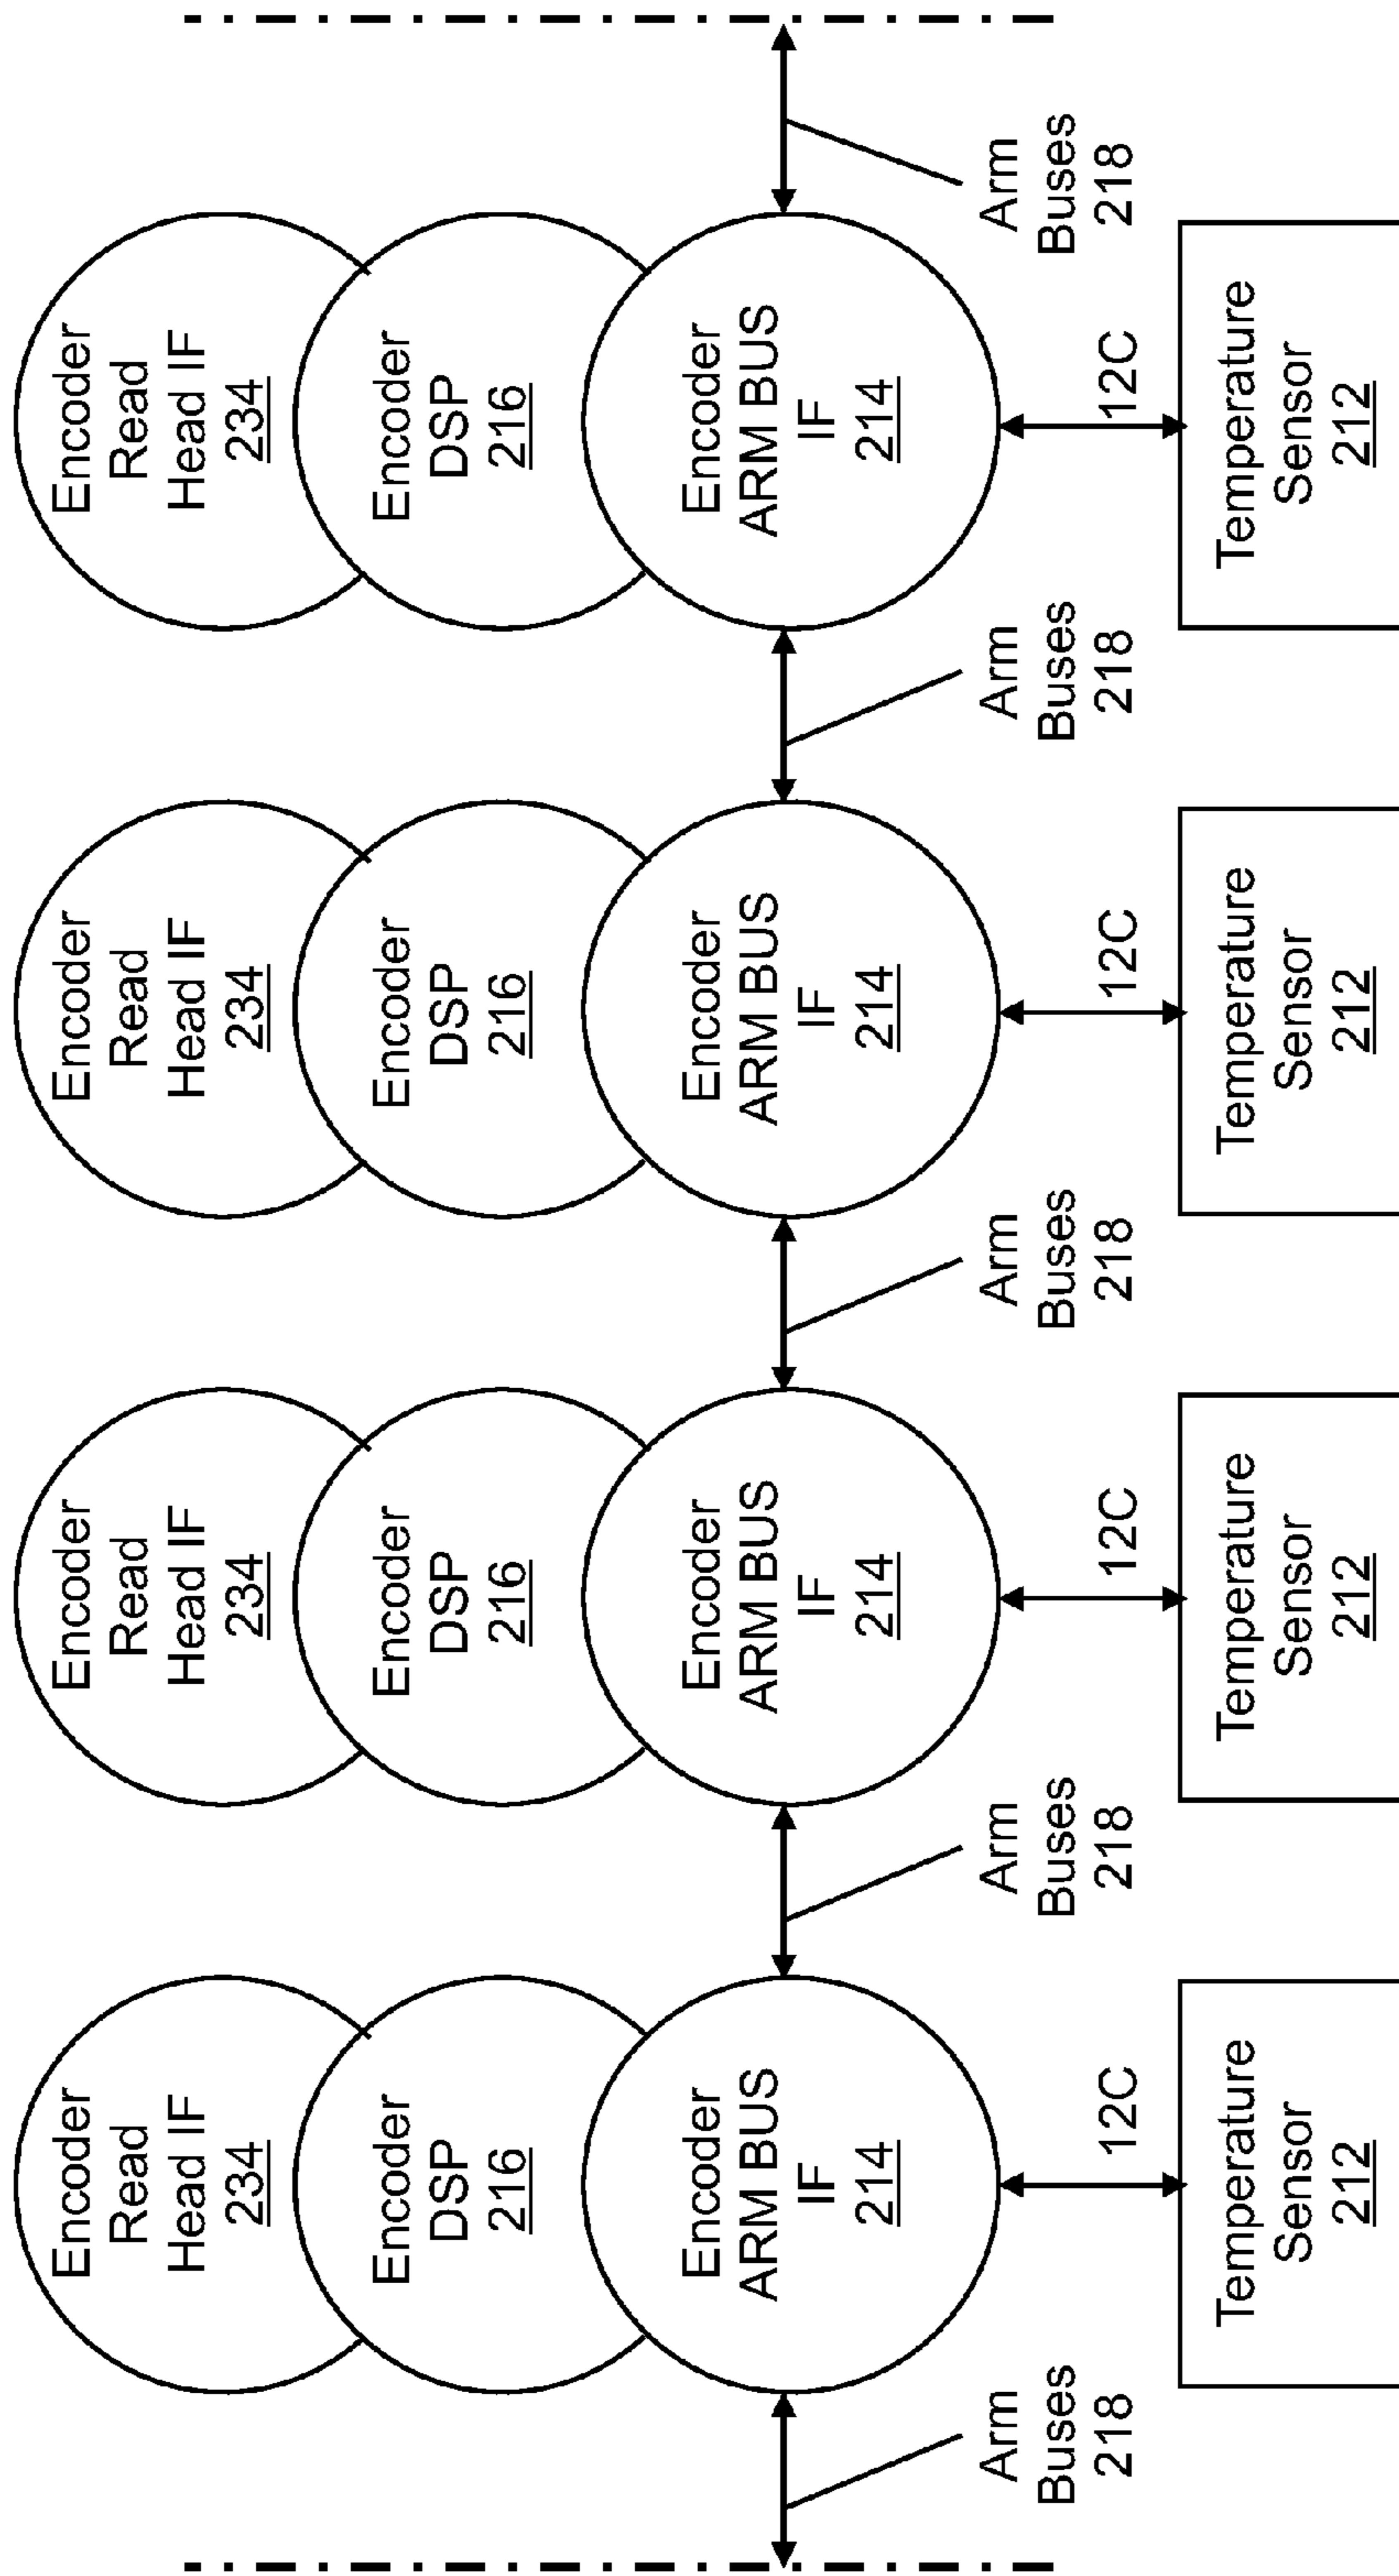 Arm
Buses
218
Encoder
Read
Head IF
234
Encoder
DSP
216
Encoder
ARM BUS
IF
214
12C
Temperature
Sensor
212
Arm
Buses
218
Encoder
Read
Head IF
234
Encoder
DSP
216
Encoder
ARM BUS
IF
214
12C
Temperature
Sensor
212
Arm
Buses
218
Encoder
Read
Head IF
234
Encoder
DSP
216
Encoder
ARM BUS
IF
214
12C
Temperature
Sensor
212
Arm
Buses
218
Encoder
Read
Head IF
234
Encoder
DSP
216
Encoder
ARM BUS
IF
214
12C
Temperature
Sensor
212
Arm
Buses
218